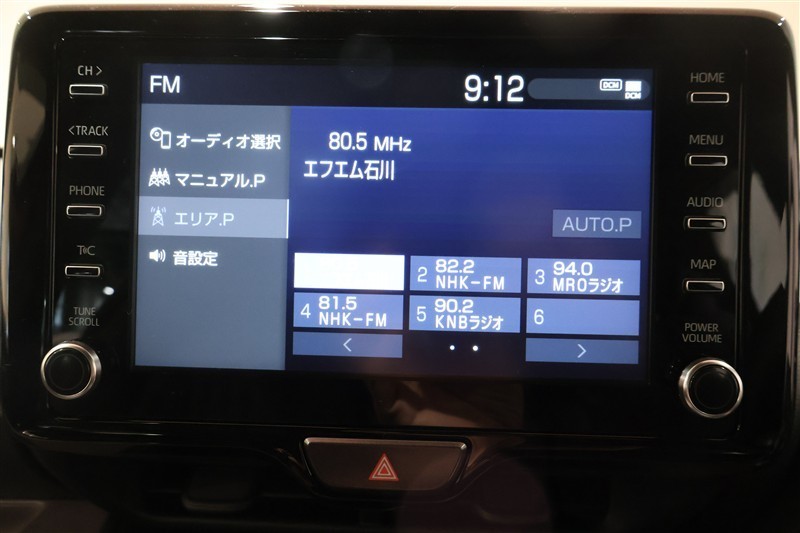 CH >
< TRACK
PHONE
T@C
TUNE
SCROLL
FM
9:12
DCM
DCM
オーディオ選択
マニュアル.P
エリア.P
音設定
80.5 MHz
エフエム石川
AUTO.P
2 82.2 NHK-FM
3 94.0 MROラジオ
4 81.5 NHK-FM
5 90.2 KNBラジオ
6
<
>
HOME
MENU
AUDIO
MAP
POWER
VOLUME